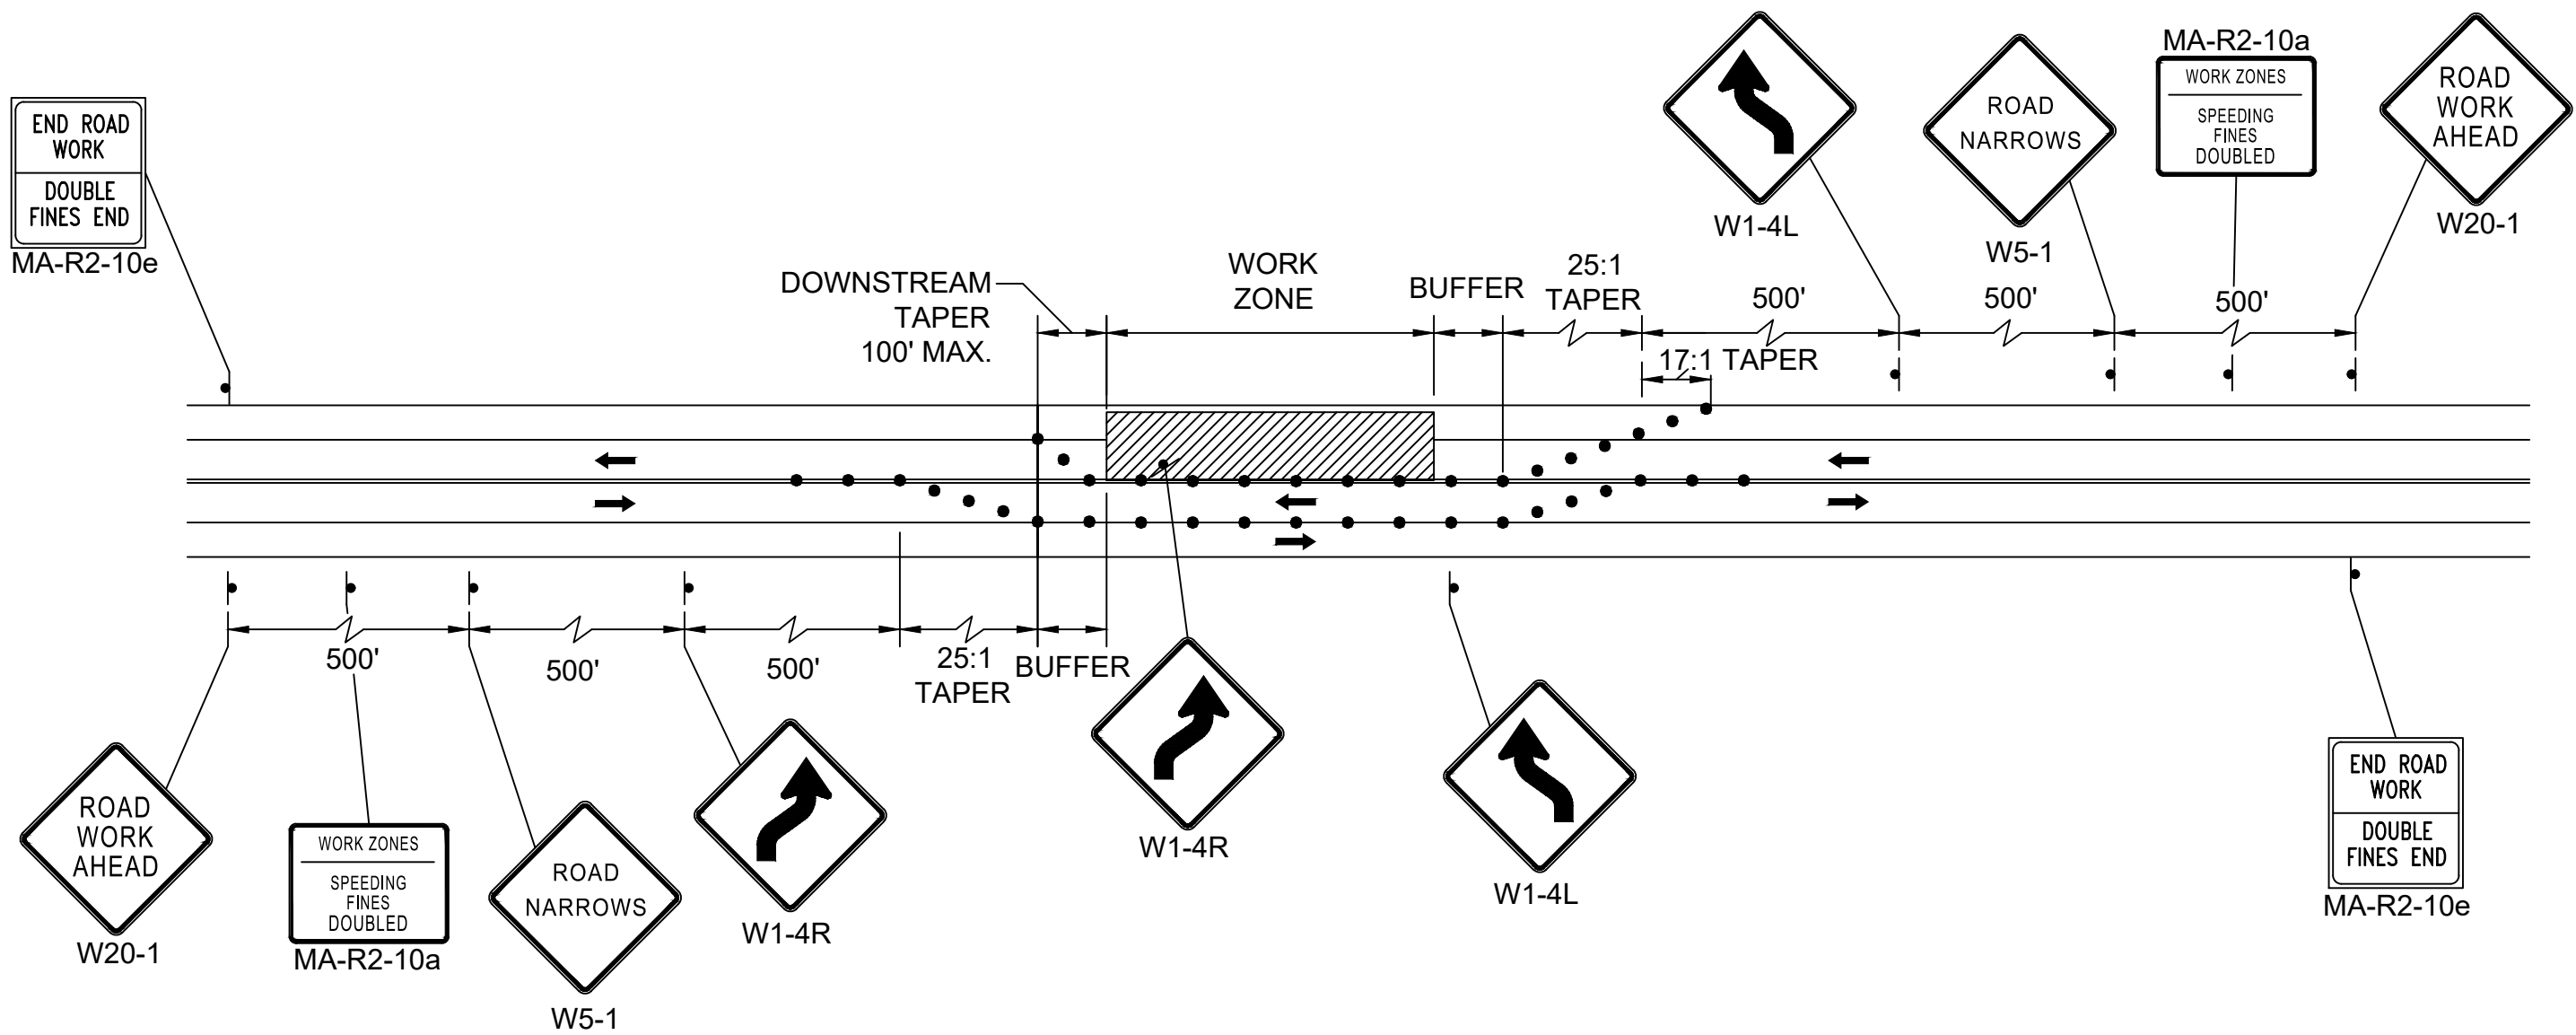 END ROAD
WORK
DOUBLE
FINES END
MA-R2-10e
DOWNSTREAM
TAPER
100' MAX.
WORK
ZONE
BUFFER
25:1
TAPER
17:1 TAPER
500'
500'
500'
W1-4L
ROAD
NARROWS
W5-1
MA-R2-10a
WORK ZONES
SPEEDING
FINES
DOUBLED
ROAD
WORK
AHEAD
W20-1
500'
500'
500'
25:1
TAPER
BUFFER
ROAD
WORK
AHEAD
W20-1
WORK ZONES
SPEEDING
FINES
DOUBLED
MA-R2-10a
ROAD
NARROWS
W5-1
W1-4R
W1-4R
W1-4L
END ROAD
WORK
DOUBLE
FINES END
MA-R2-10e